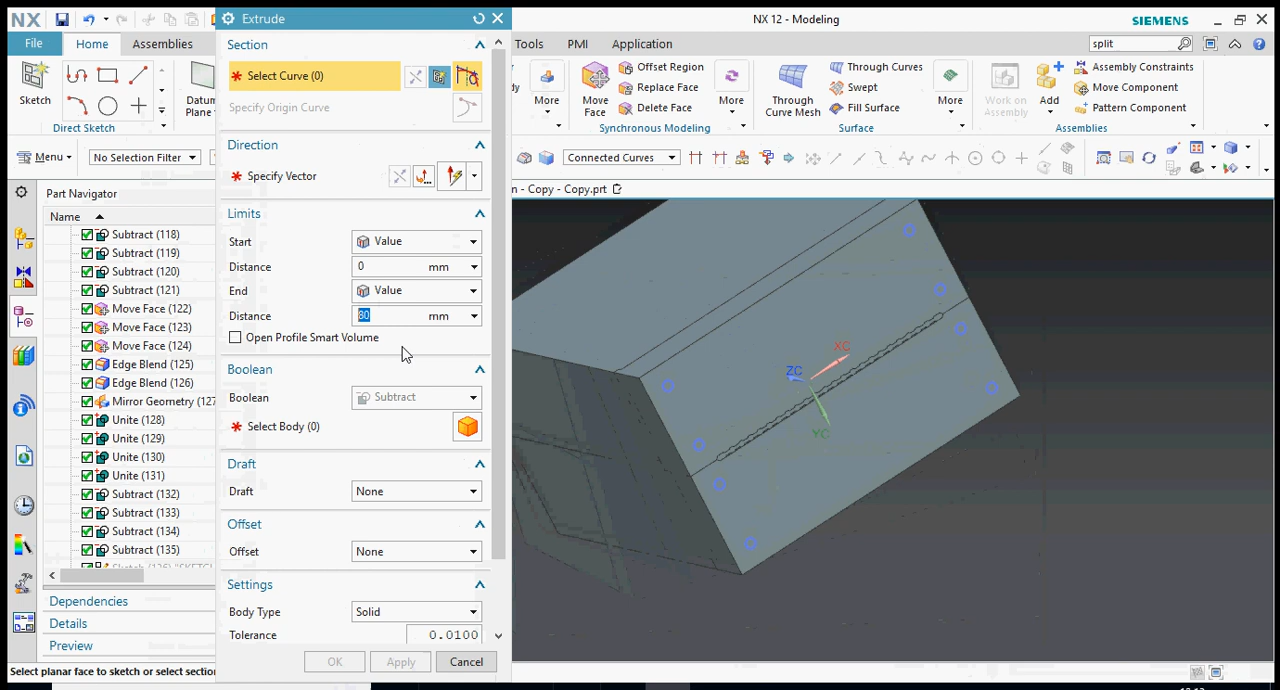 NX
Extrude
NX 12 - Modeling
SIEMENS
File
Home
Assemblies
Tools
PMI
Application
split
Sketch
Direct Sketch
Datum
Plane
More
Move
Face
Offset Region
Replace Face
Delete Face
More
Synchronous Modeling
Through
Curve Mesh
Through Curves
Swept
Fill Surface
More
Surface
Work on
Assembly
Add
Assembly Constraints
Move Component
Pattern Component
Assemblies
Menu
No Selection Filter
Connected Curves
n - Copy - Copy.prt
Part Navigator
Name
Subtract (118)
Subtract (119)
Subtract (120)
Subtract (121)
Move Face (122)
Move Face (123)
Move Face (124)
Edge Blend (125)
Edge Blend (126)
Mirror Geometry (127
Unite (128)
Unite (129)
Unite (130)
Unite (131)
Subtract (132)
Subtract (133)
Subtract (134)
Subtract (135)
Dependencies
Details
Preview
Section
* Select Curve (0)
Specify Origin Curve
Direction
* Specify Vector
Limits
Start
Value
Distance
0 mm
End
Value
Distance
80 mm
Open Profile Smart Volume
Boolean
Boolean
Subtract
* Select Body (0)
Draft
Draft
None
Offset
Offset
None
Settings
Body Type
Solid
Tolerance
0.0100
OK
Apply
Cancel
XC
ZC
YC
Select planar face to sketch or select section